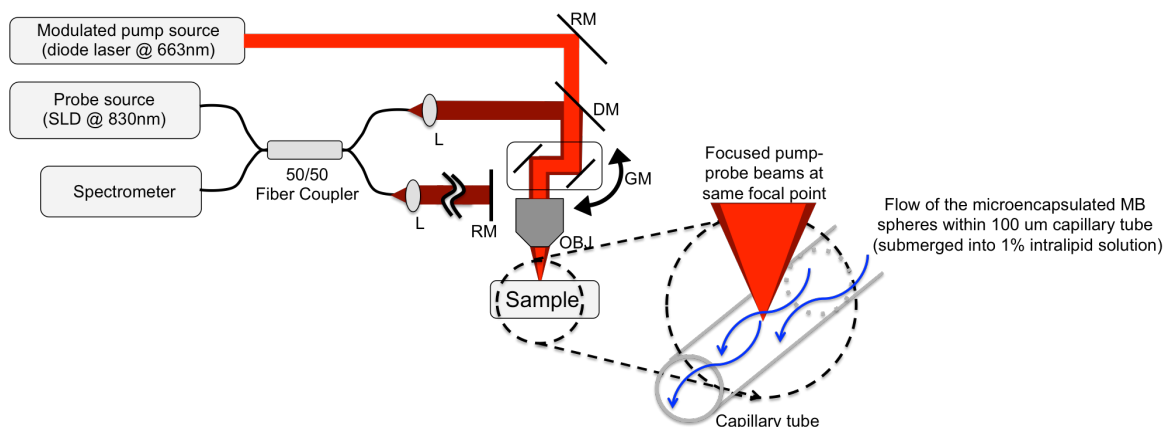 Modulated pump source
(diode laser @ 663nm)
RM
Probe source
(SLD @ 830nm)
DM
L
50/50
Fiber Coupler
Spectrometer
L
RM
GM
OBJ
Sample
Focused pump-
probe beams at
same focal point
Flow of the microencapsulated MB
spheres within 100 um capillary tube
(submerged into 1% intralipid solution)
Capillary tube